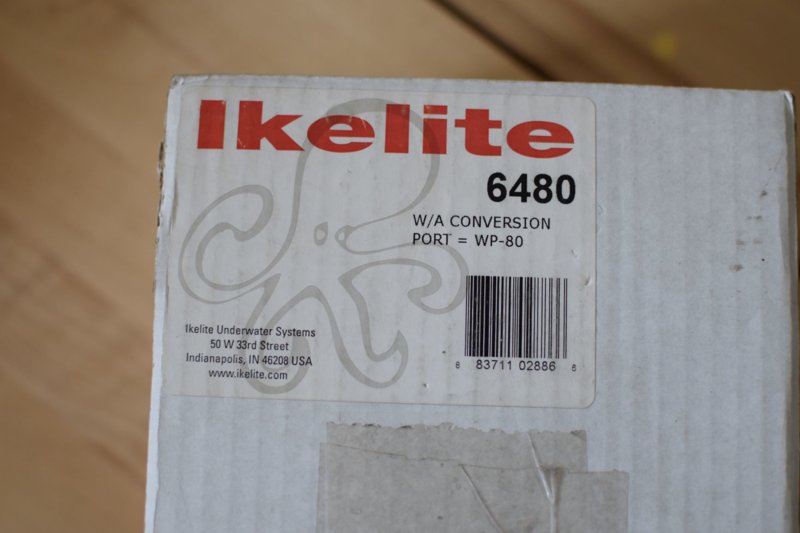 Ikelite
6480
W/A CONVERSION
PORT = WP-80
Ikelite Underwater Systems
50 W 33rd Street
Indianapolis, IN 46208 USA
www.ikelite.com
8 83711 02886 6